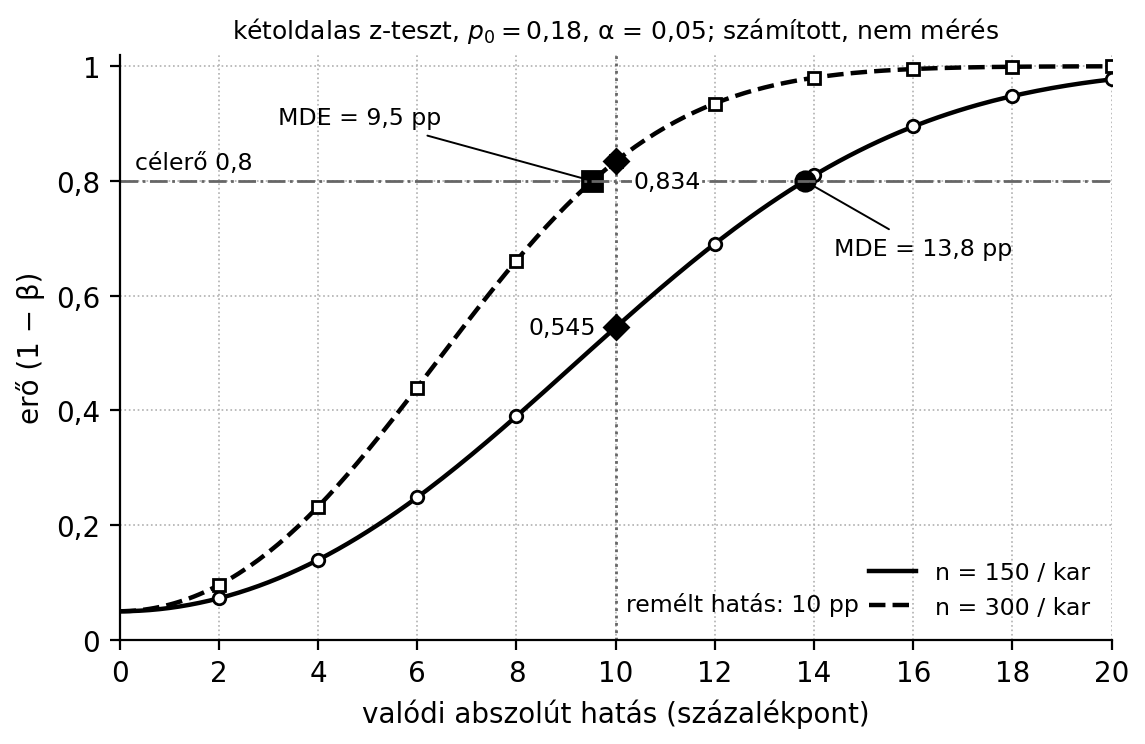 kétoldalas z-teszt, p₀ = 0,18, α = 0,05; számított, nem mérés
erő (1 − β)
1
0,8
0,6
0,4
0,2
0
MDE = 9,5 pp
célerő 0,8
0,834
MDE = 13,8 pp
0,545
remélt hatás: 10 pp
n = 150 / kar
n = 300 / kar
0 2 4 6 8 10 12 14 16 18 20
valódi abszolút hatás (százalékpont)